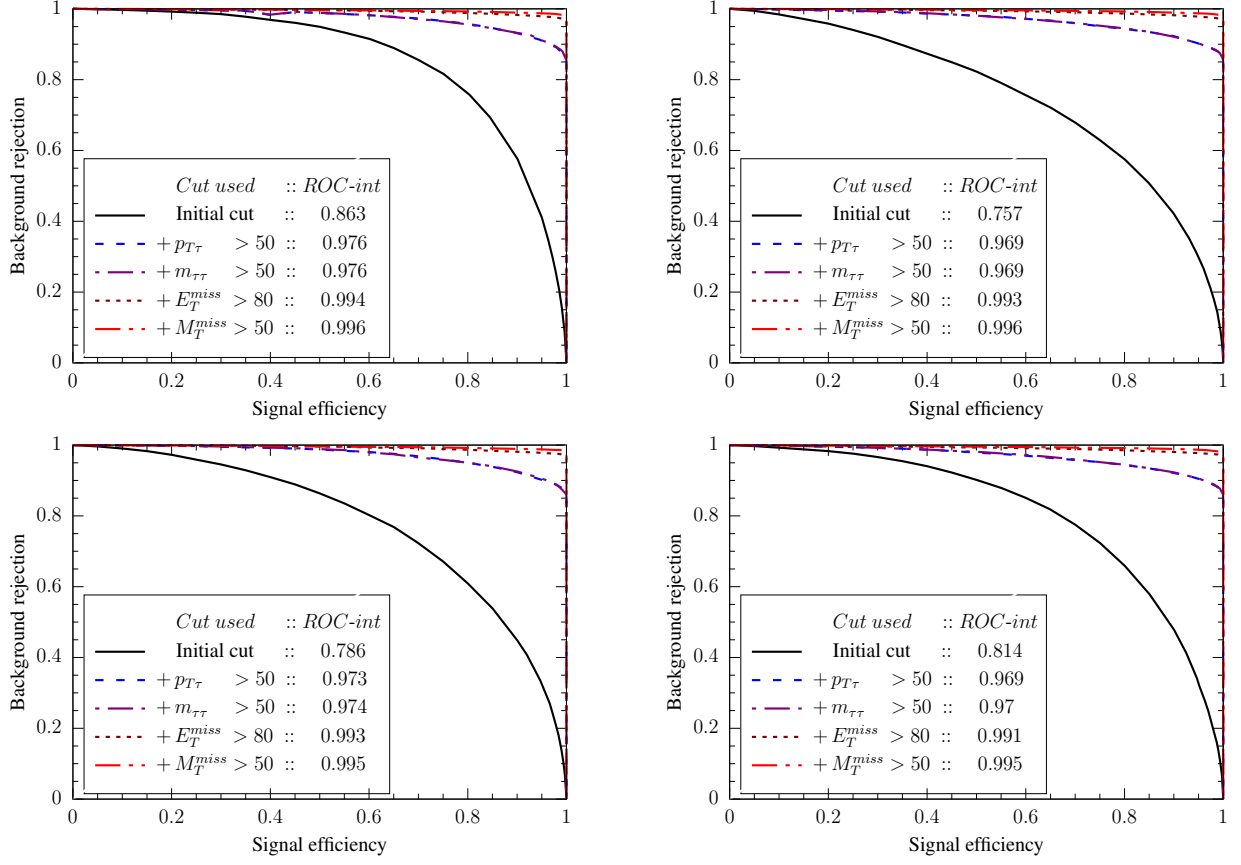 Background rejection
1
0.8
0.6
0.4
0.2
0
Cut used :: ROC-int
Initial cut :: 0.863
+ p_{Tτ} > 50 :: 0.976
+ m_{ττ} > 50 :: 0.976
+ E_T^{miss} > 80 :: 0.994
+ M_T^{miss} > 50 :: 0.996
0 0.2 0.4 0.6 0.8 1
Signal efficiency
Background rejection
1
0.8
0.6
0.4
0.2
0
Cut used :: ROC-int
Initial cut :: 0.757
+ p_{Tτ} > 50 :: 0.969
+ m_{ττ} > 50 :: 0.969
+ E_T^{miss} > 80 :: 0.993
+ M_T^{miss} > 50 :: 0.996
0 0.2 0.4 0.6 0.8 1
Signal efficiency
Background rejection
1
0.8
0.6
0.4
0.2
0
Cut used :: ROC-int
Initial cut :: 0.786
+ p_{Tτ} > 50 :: 0.973
+ m_{ττ} > 50 :: 0.974
+ E_T^{miss} > 80 :: 0.993
+ M_T^{miss} > 50 :: 0.995
0 0.2 0.4 0.6 0.8 1
Signal efficiency
Background rejection
1
0.8
0.6
0.4
0.2
0
Cut used :: ROC-int
Initial cut :: 0.814
+ p_{Tτ} > 50 :: 0.969
+ m_{ττ} > 50 :: 0.97
+ E_T^{miss} > 80 :: 0.991
+ M_T^{miss} > 50 :: 0.995
0 0.2 0.4 0.6 0.8 1
Signal efficiency